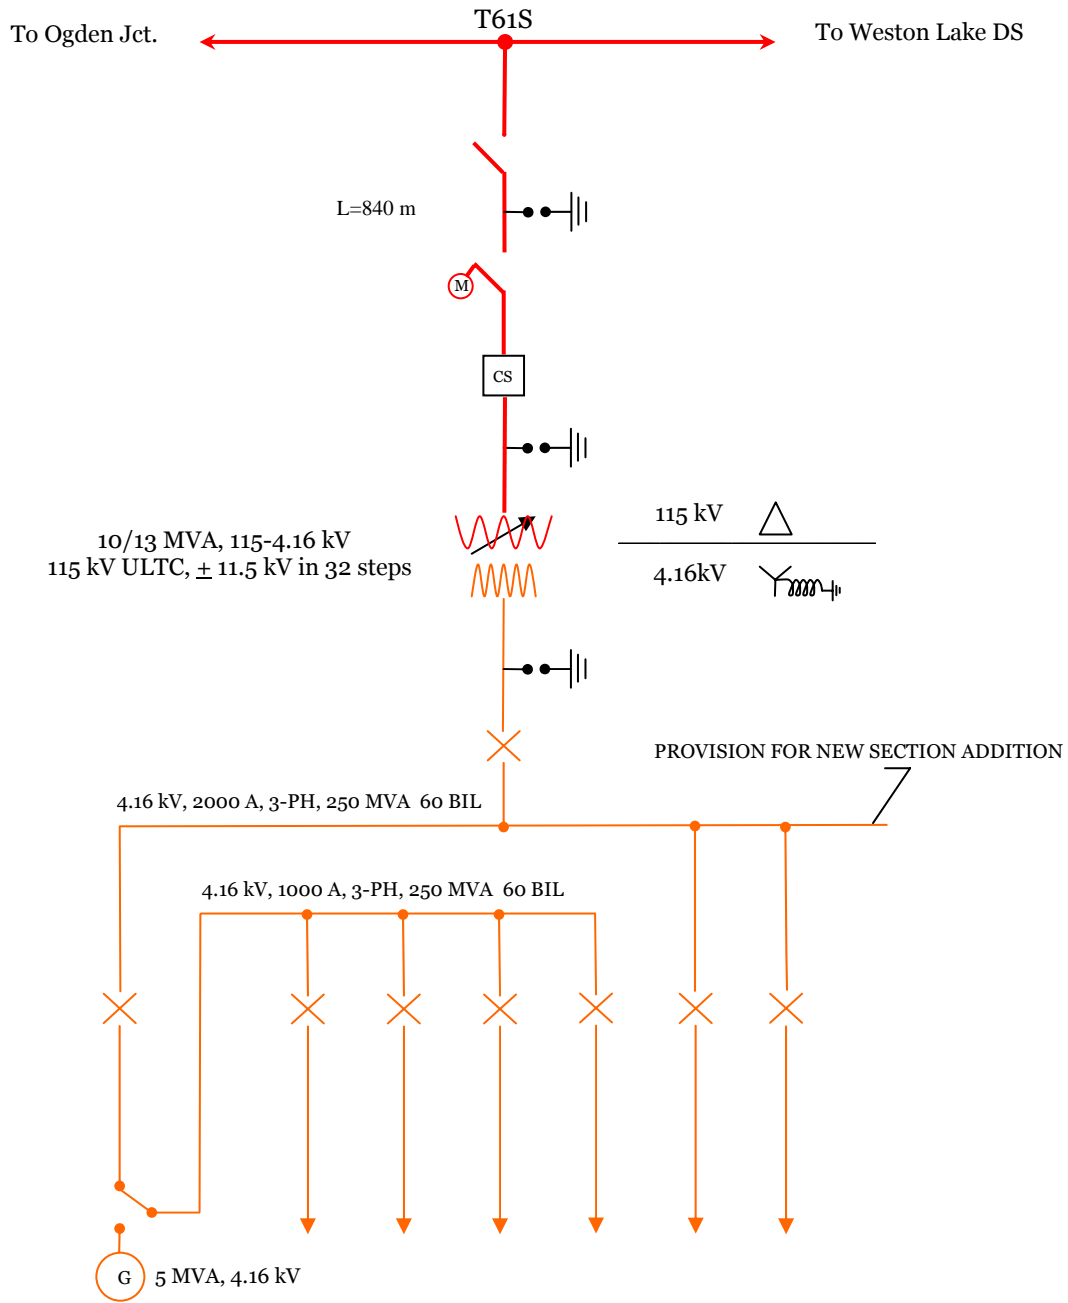 T61S
To Ogden Jct.
To Weston Lake DS
L=840 m
M
CS
115 kV
10/13 MVA, 115-4.16 kV
115 kV ULTC, ± 11.5 kV in 32 steps
4.16kV
PROVISION FOR NEW SECTION ADDITION
4.16 kV, 2000 A, 3-PH, 250 MVA 60 BIL
4.16 kV, 1000 A, 3-PH, 250 MVA 60 BIL
G
5 MVA, 4.16 kV